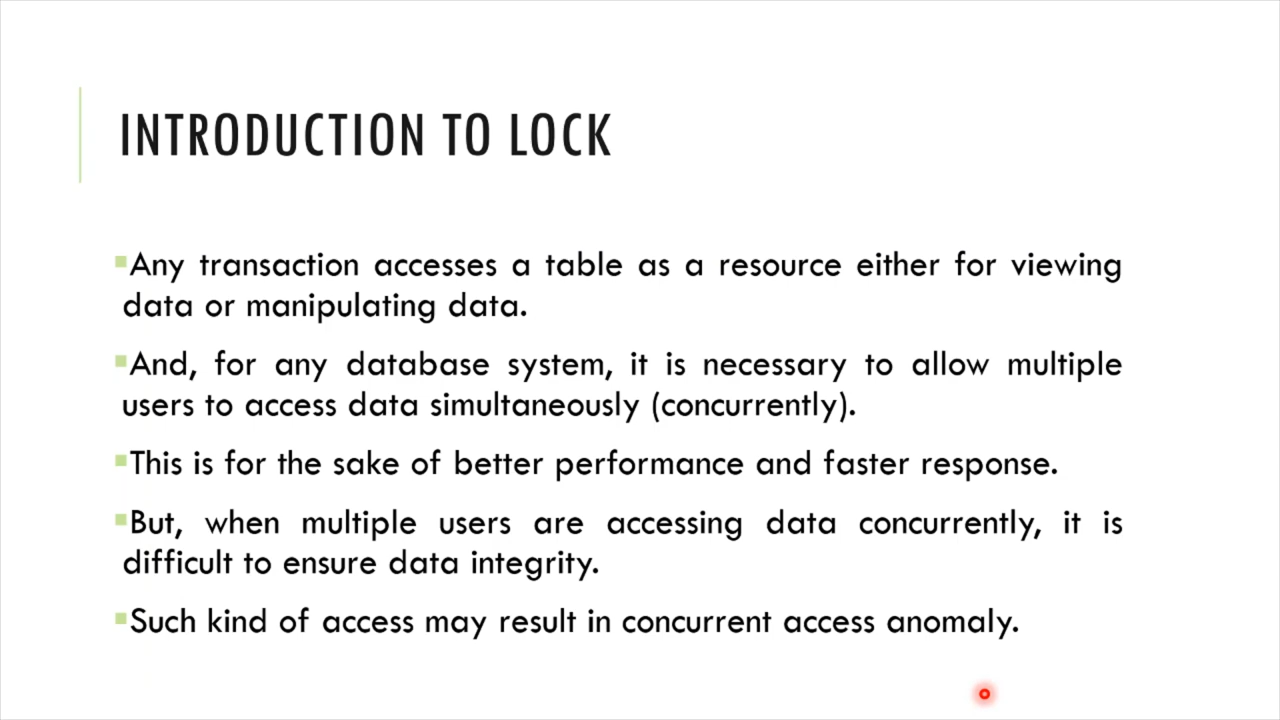 INTRODUCTION TO LOCK
▪Any transaction accesses a table as a resource either for viewing
data or manipulating data.
▪And, for any database system, it is necessary to allow multiple
users to access data simultaneously (concurrently).
▪This is for the sake of better performance and faster response.
▪But, when multiple users are accessing data concurrently, it is
difficult to ensure data integrity.
▪Such kind of access may result in concurrent access anomaly.